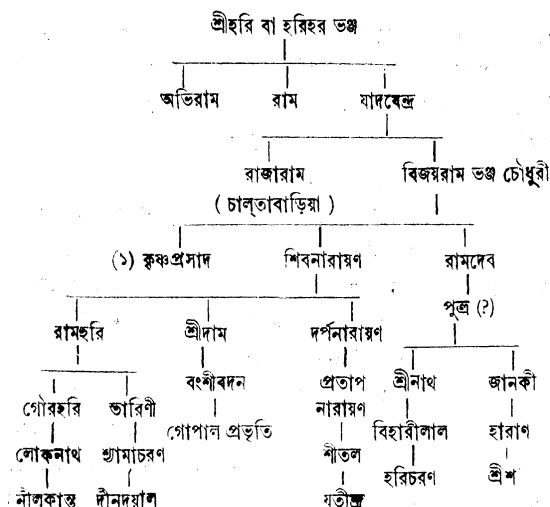 শ্রীহরি বা হরিহর ভঞ্জ
অভিরাম রাম যাদবেন্দ্র
রাজারাম বিজয়রাম ভঞ্জ চৌধুরী
( চাল্‌তাবাড়িয়া )
(১) কৃষ্ণপ্রসাদ শিবনারায়ণ রামদেব
পুত্র (?)
রামহরি শ্রীদাম দর্পনারায়ণ
বংশীবদন প্রতাপ শ্রীনাথ জানকী
গৌরহরি তারিণী নারায়ণ
গোপাল প্রভৃতি বিহারীলাল হারাণ
লোকনাথ শ্যামাচরণ শীতল
হরিচরণ শ্রীশ
নীলকান্ত দীনদয়াল যতীন্দ্র